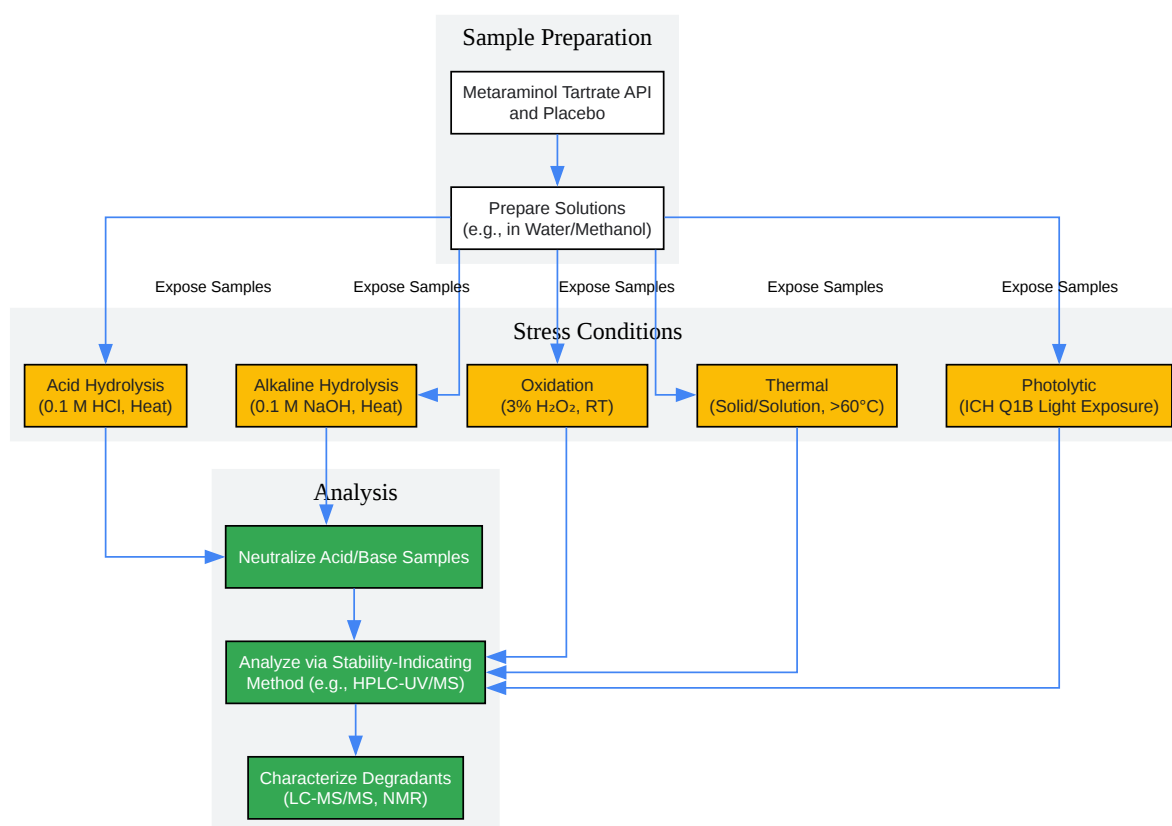 Sample Preparation
Metaraminol Tartrate API
and Placebo
Prepare Solutions
(e.g., in Water/Methanol)
Expose Samples
Expose Samples
Expose Samples
Expose Samples
Expose Samples
Stress Conditions
Acid Hydrolysis
(0.1 M HCl, Heat)
Alkaline Hydrolysis
(0.1 M NaOH, Heat)
Oxidation
(3% H₂O₂, RT)
Thermal
(Solid/Solution, >60°C)
Photolytic
(ICH Q1B Light Exposure)
Analysis
Neutralize Acid/Base Samples
Analyze via Stability-Indicating
Method (e.g., HPLC-UV/MS)
Characterize Degradants
(LC-MS/MS, NMR)